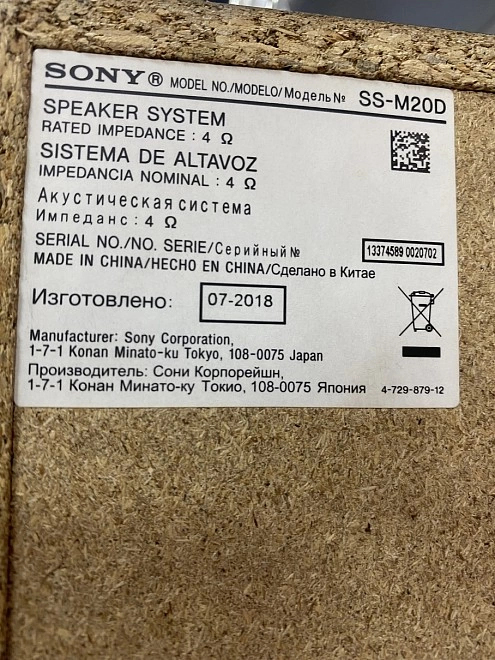 SONY® MODEL NO./MODELO/Модель № SS-M20D
SPEAKER SYSTEM
RATED IMPEDANCE : 4 Ω
SISTEMA DE ALTAVOZ
IMPEDANCIA NOMINAL : 4 Ω
Акустическая система
Импеданс : 4 Ω
SERIAL NO./NO. SERIE/Серийный № 13374589 0020702
MADE IN CHINA/HECHO EN CHINA/Сделано в Китае
Изготовлено: 07-2018
Manufacturer: Sony Corporation,
1-7-1 Konan Minato-ku Tokyo, 108-0075 Japan
Производитель: Сони Корпорейшн,
1-7-1 Конан Минато-ку Токио, 108-0075 Япония 4-729-879-12